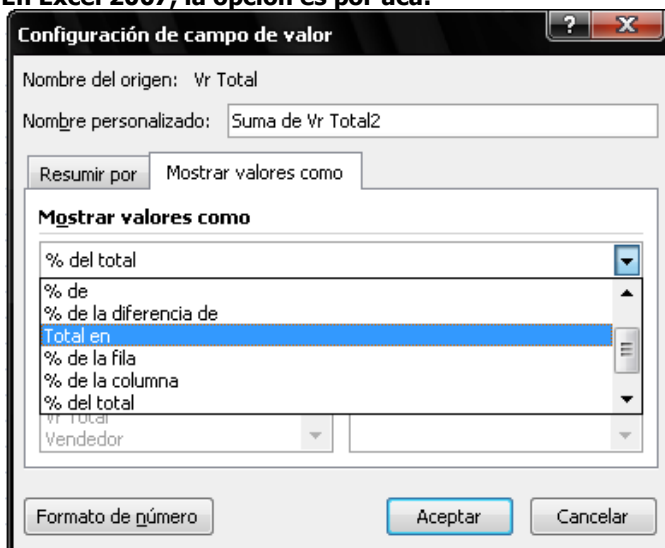 En Excel 2007, la opción es por acá:
Configuración de campo de valor
Nombre del origen: Vr Total
Nombre personalizado: Suma de Vr Total2
Resumir por Mostrar valores como
Mostrar valores como
% del total
% de
% de la diferencia de
Total en
% de la fila
% de la columna
% del total
Vr Total
Vendedor
Formato de número Aceptar Cancelar